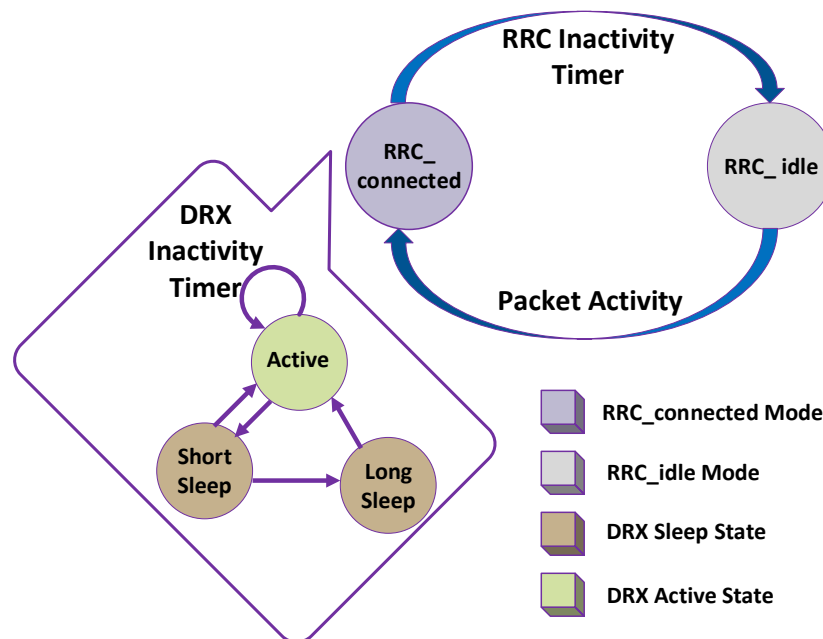 RRC Inactivity
Timer
RRC_
connected
RRC_ idle
Packet Activity
DRX
Inactivity
Timer
Active
Short
Sleep
Long
Sleep
RRC_connected Mode
RRC_idle Mode
DRX Sleep State
DRX Active State